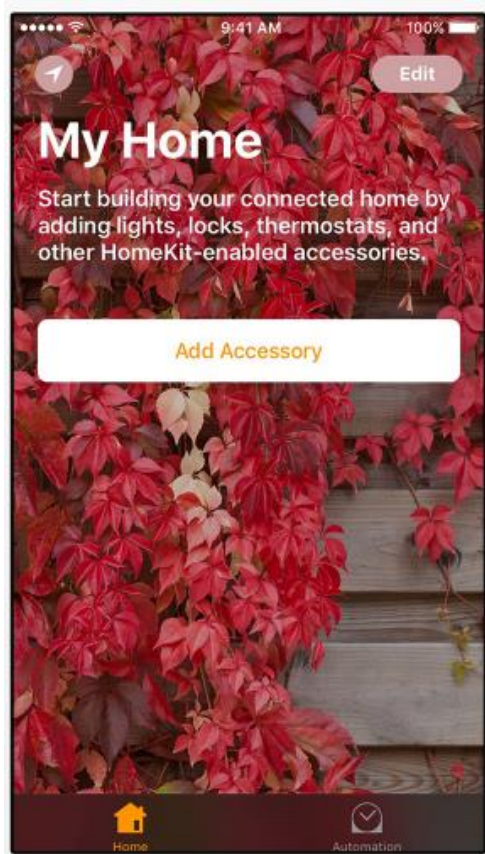 9:41 AM
100%
Edit
My Home
Start building your connected home by
adding lights, locks, thermostats, and
other HomeKit-enabled accessories.
Add Accessory
Home
Automation